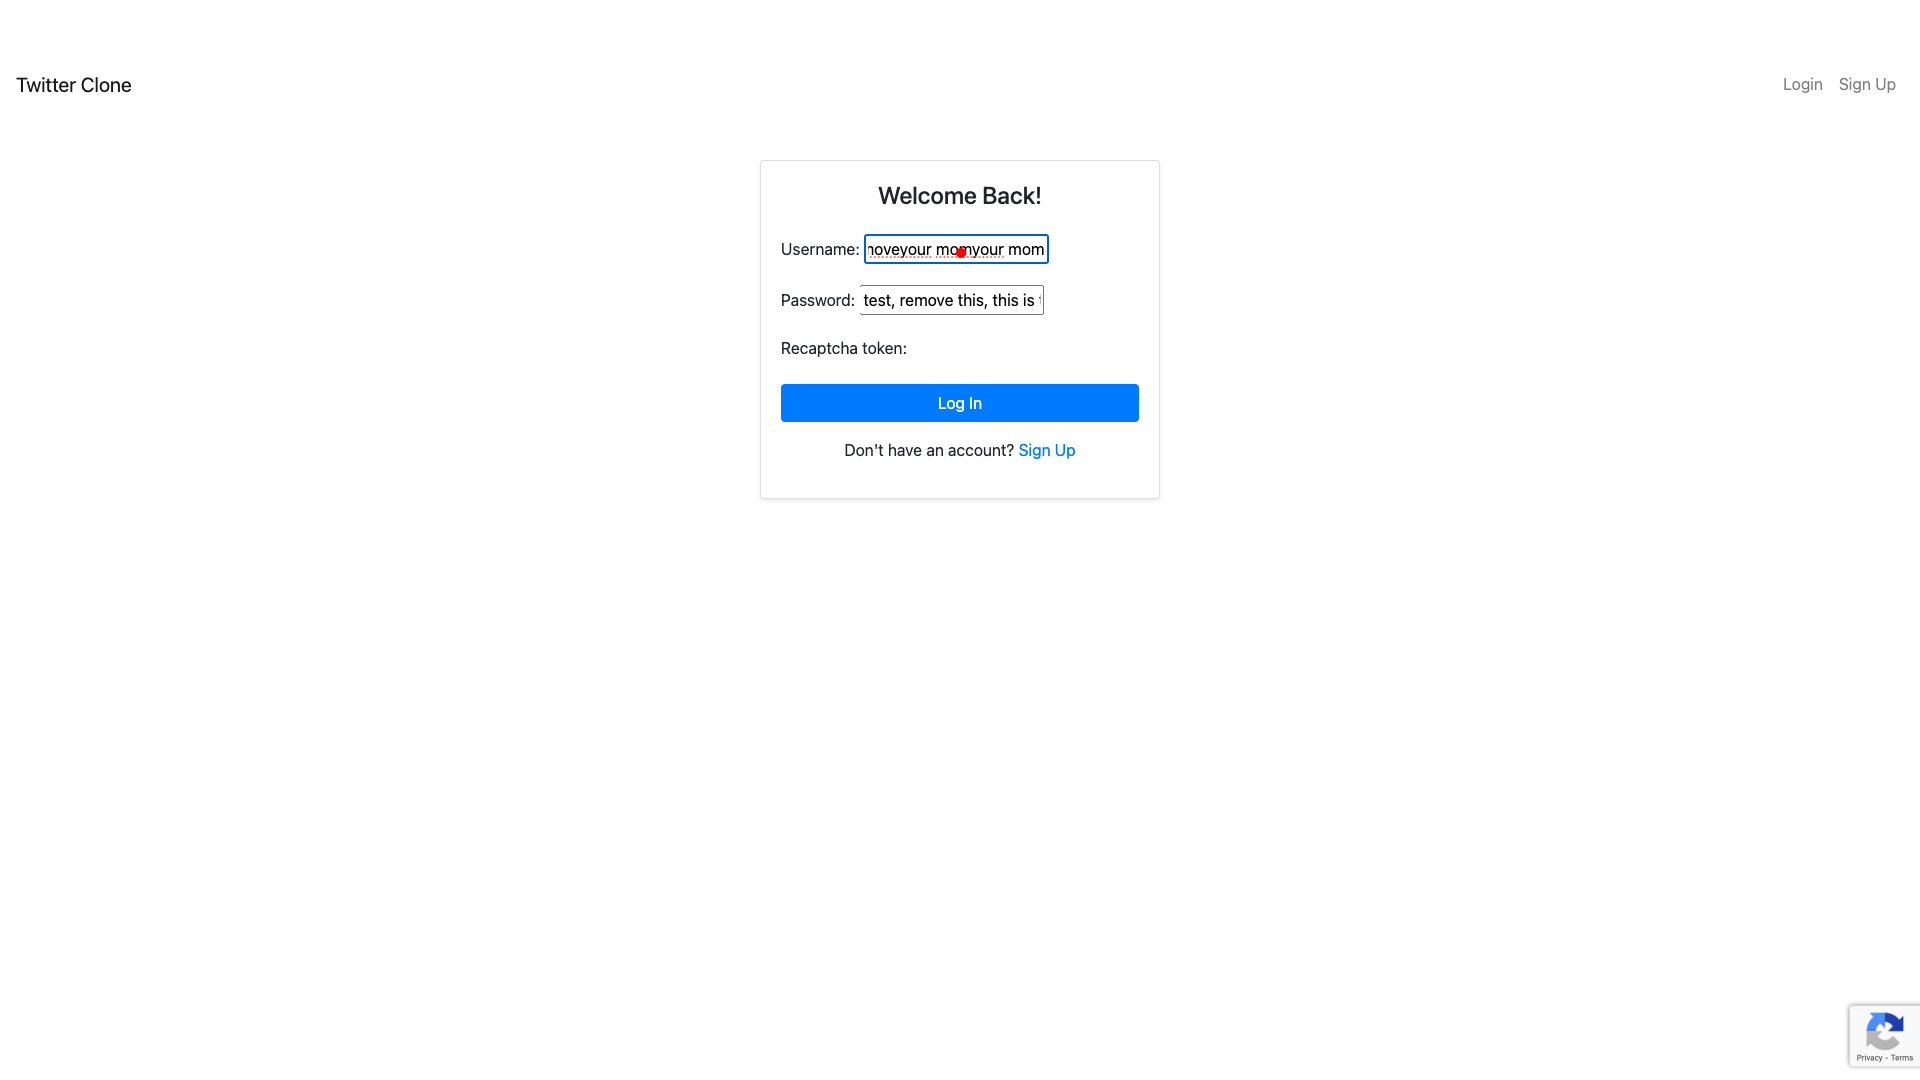 Twitter Clone
Login Sign Up
Welcome Back!
Username: moveyour momyour mom
Password: test, remove this, this is
Recaptcha token:
Log In
Don't have an account? Sign Up
Privacy - Terms